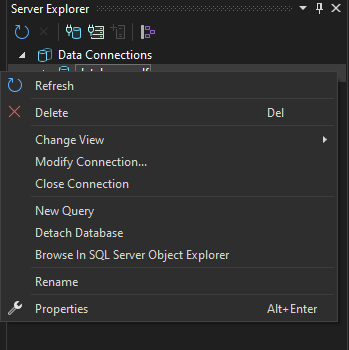 Server Explorer
Data Connections
Refresh
Delete Del
Change View
Modify Connection...
Close Connection
New Query
Detach Database
Browse In SQL Server Object Explorer
Rename
Properties Alt+Enter